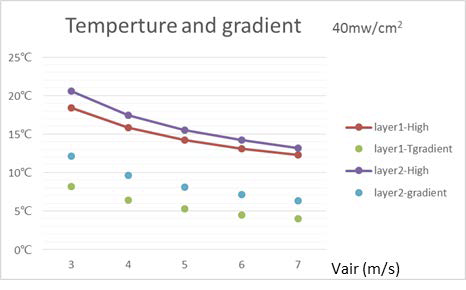 Temperture and gradient 40mw/cm²
25℃
20℃
15℃
10℃
5℃
0℃
layer1-High
layer1-Tgradient
layer2-High
layer2-gradient
3 4 5 6 7 Vair (m/s)